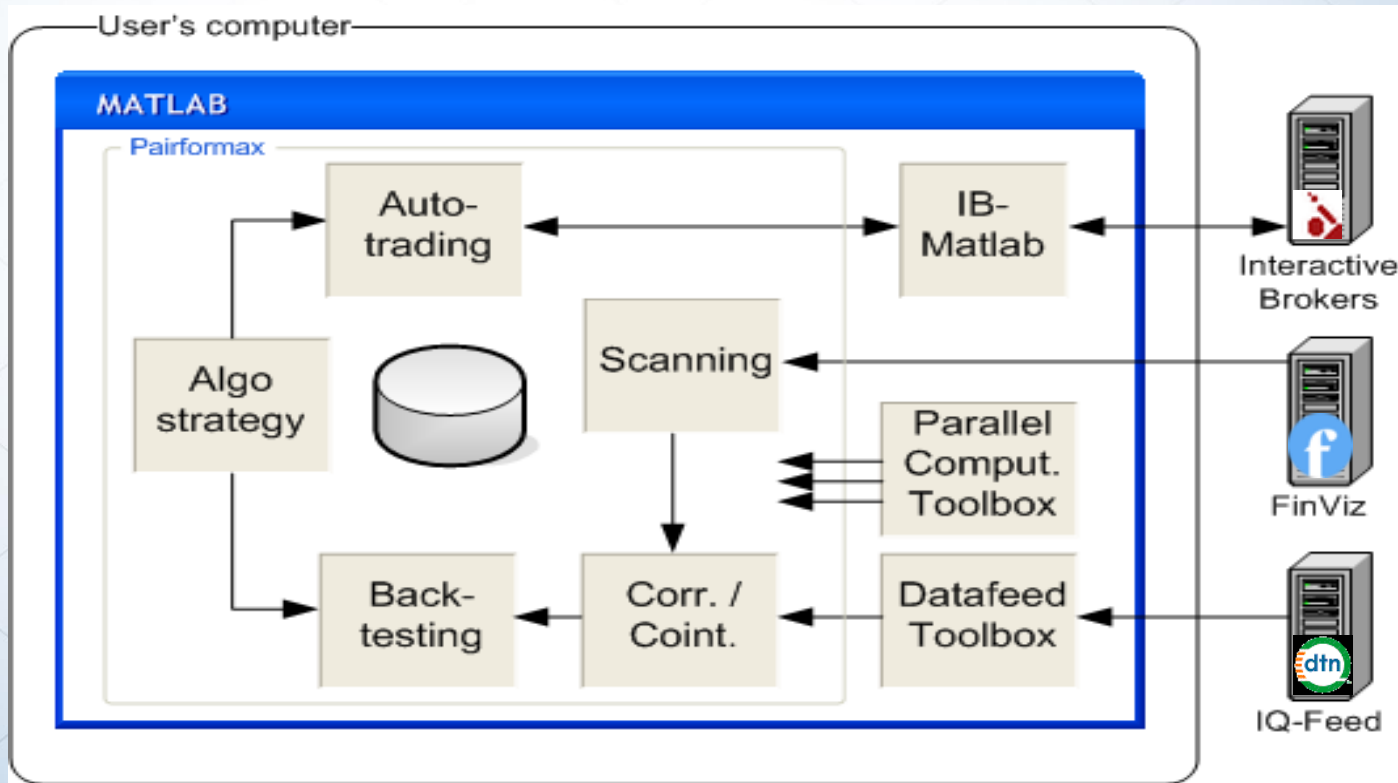 User's computer
MATLAB
Pairformax
Auto-
trading
IB-
Matlab
Interactive
Brokers
Scanning
Algo
strategy
Parallel
Comput.
Toolbox
f
FinViz
Back-
testing
Corr. /
Coint.
Datafeed
Toolbox
dtn
IQ-Feed